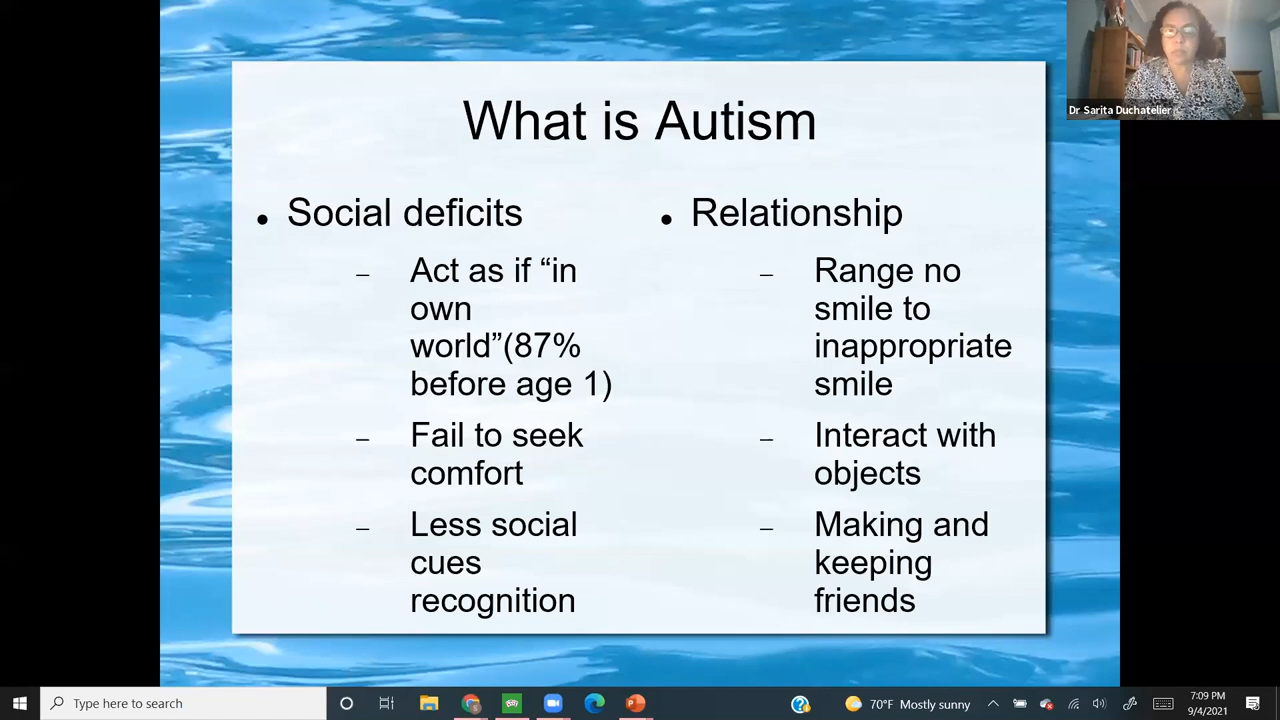 Dr Sarita Duchatelier
What is Autism
● Social deficits
– Act as if “in
own
world”(87%
before age 1)
– Fail to seek
comfort
– Less social
cues
recognition
● Relationship
– Range no
smile to
inappropriate
smile
– Interact with
objects
– Making and
keeping
friends
Type here to search
70°F Mostly sunny
7:09 PM
9/4/2021